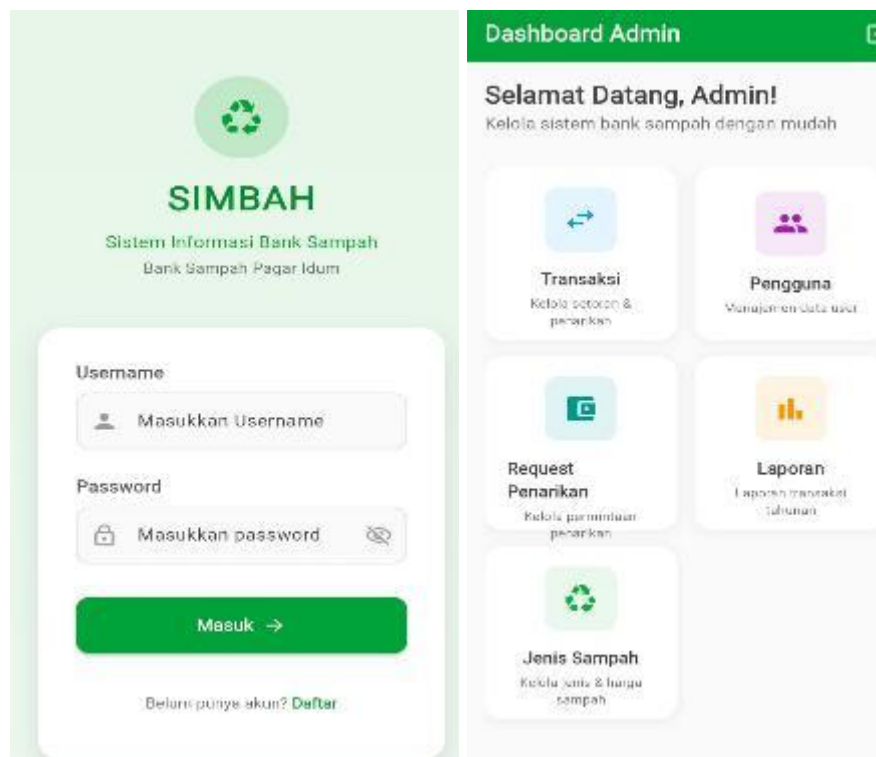 SIMBAH
Sistem Informasi Bank Sampah
Bank Sampah Pagar Idum
Username
Masukkan Username
Password
Masukkan password
Masuk →
Belum punya akun? Daftar
Dashboard Admin
Selamat Datang, Admin!
Kelola sistem bank sampah dengan mudah
Transaksi
Kelola setoran &
penarikan
Pengguna
Manajemen data user
Request
Penarikan
Kelola permintaan
penarikan
Laporan
Laporan transaksi
tahunan
Jenis Sampah
Kelola jenis & harga
sampah